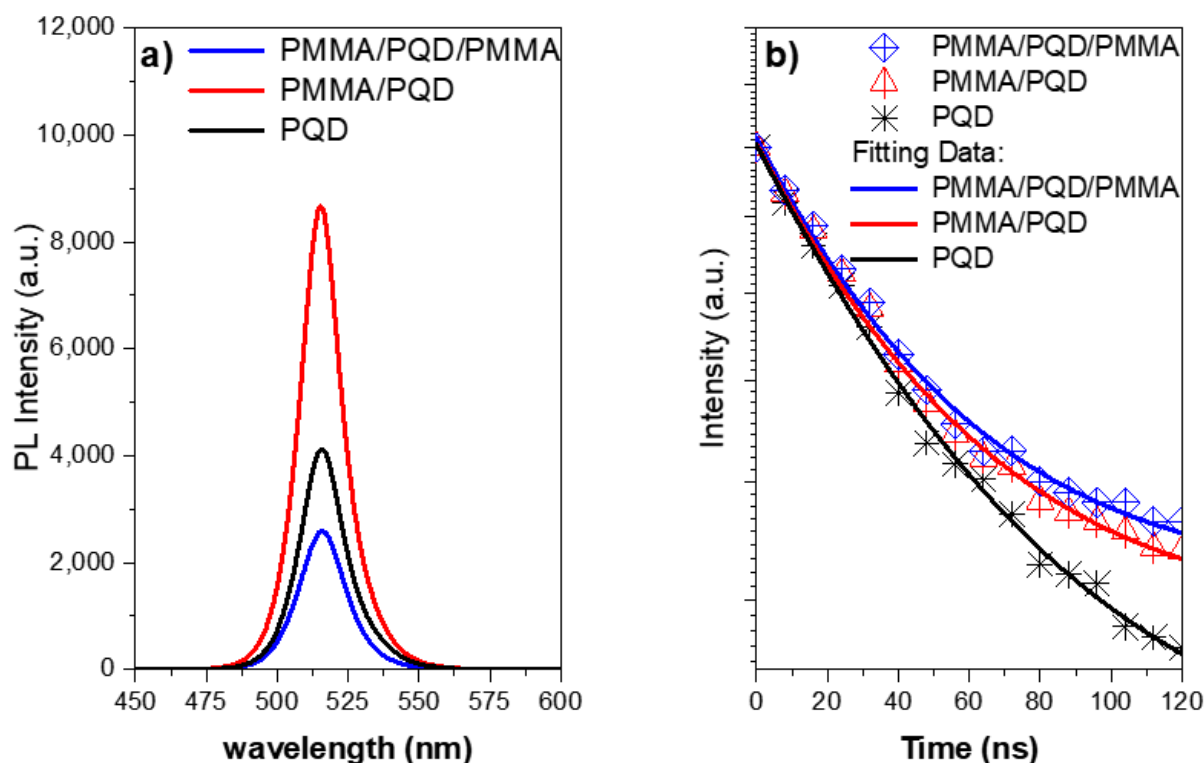 a)
PMMA/PQD/PMMA
PMMA/PQD
PQD
12,000
10,000
8,000
6,000
4,000
2,000
0
PL Intensity (a.u.)
450 475 500 525 550 575 600
wavelength (nm)
b)
PMMA/PQD/PMMA
PMMA/PQD
PQD
Fitting Data:
PMMA/PQD/PMMA
PMMA/PQD
PQD
Intensity (a.u.)
0 20 40 60 80 100 120
Time (ns)